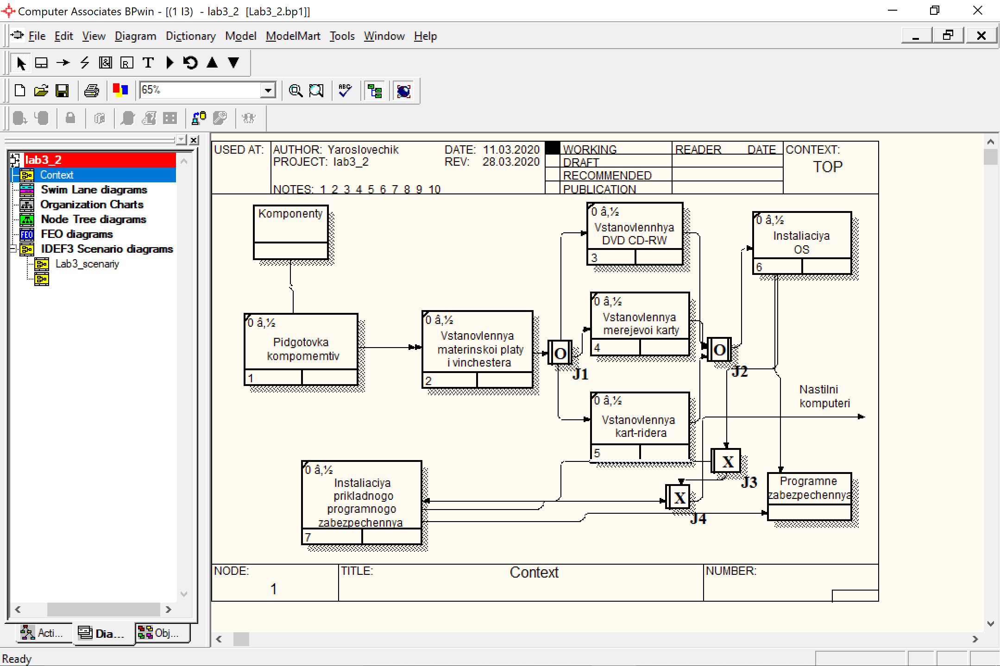 Computer Associates BPwin - [(1 I3)  - lab3_2  [Lab3_2.bp1]]
File Edit View Diagram Dictionary Model ModelMart Tools Window Help
65%
ABC
lab3_2
Context
Swim Lane diagrams
Organization Charts
Node Tree diagrams
FEO
FEO diagrams
IDEF3 Scenario diagrams
Lab3_scenariy
Acti...
Dia...
Obj...
Ready
USED AT:
AUTHOR: Yaroslovechik
DATE: 11.03.2020
PROJECT: lab3_2
REV: 28.03.2020
NOTES: 1 2 3 4 5 6 7 8 9 10
WORKING
DRAFT
RECOMMENDED
PUBLICATION
READER DATE
CONTEXT:
TOP
Komponenty
0 â‚½
Pidgotovka
kompomemtiv
1
0 â‚½
Vstanovlennya
materinskoi platy
i vinchestera
2
O
J1
0 â‚½
Vstanovlennhya
DVD CD-RW
3
0 â‚½
Vstanovlennya
merejevoi karty
4
0 â‚½
Vstanovlennya
kart-ridera
5
O
J2
0 â‚½
Instaliaciya
OS
6
Nastilni
komputeri
X
J3
X
J4
Programne
zabezpechennya
0 â‚½
Instaliaciya
prikladnogo
programnogo
zabezpechennya
7
NODE:
1
TITLE:
Context
NUMBER: